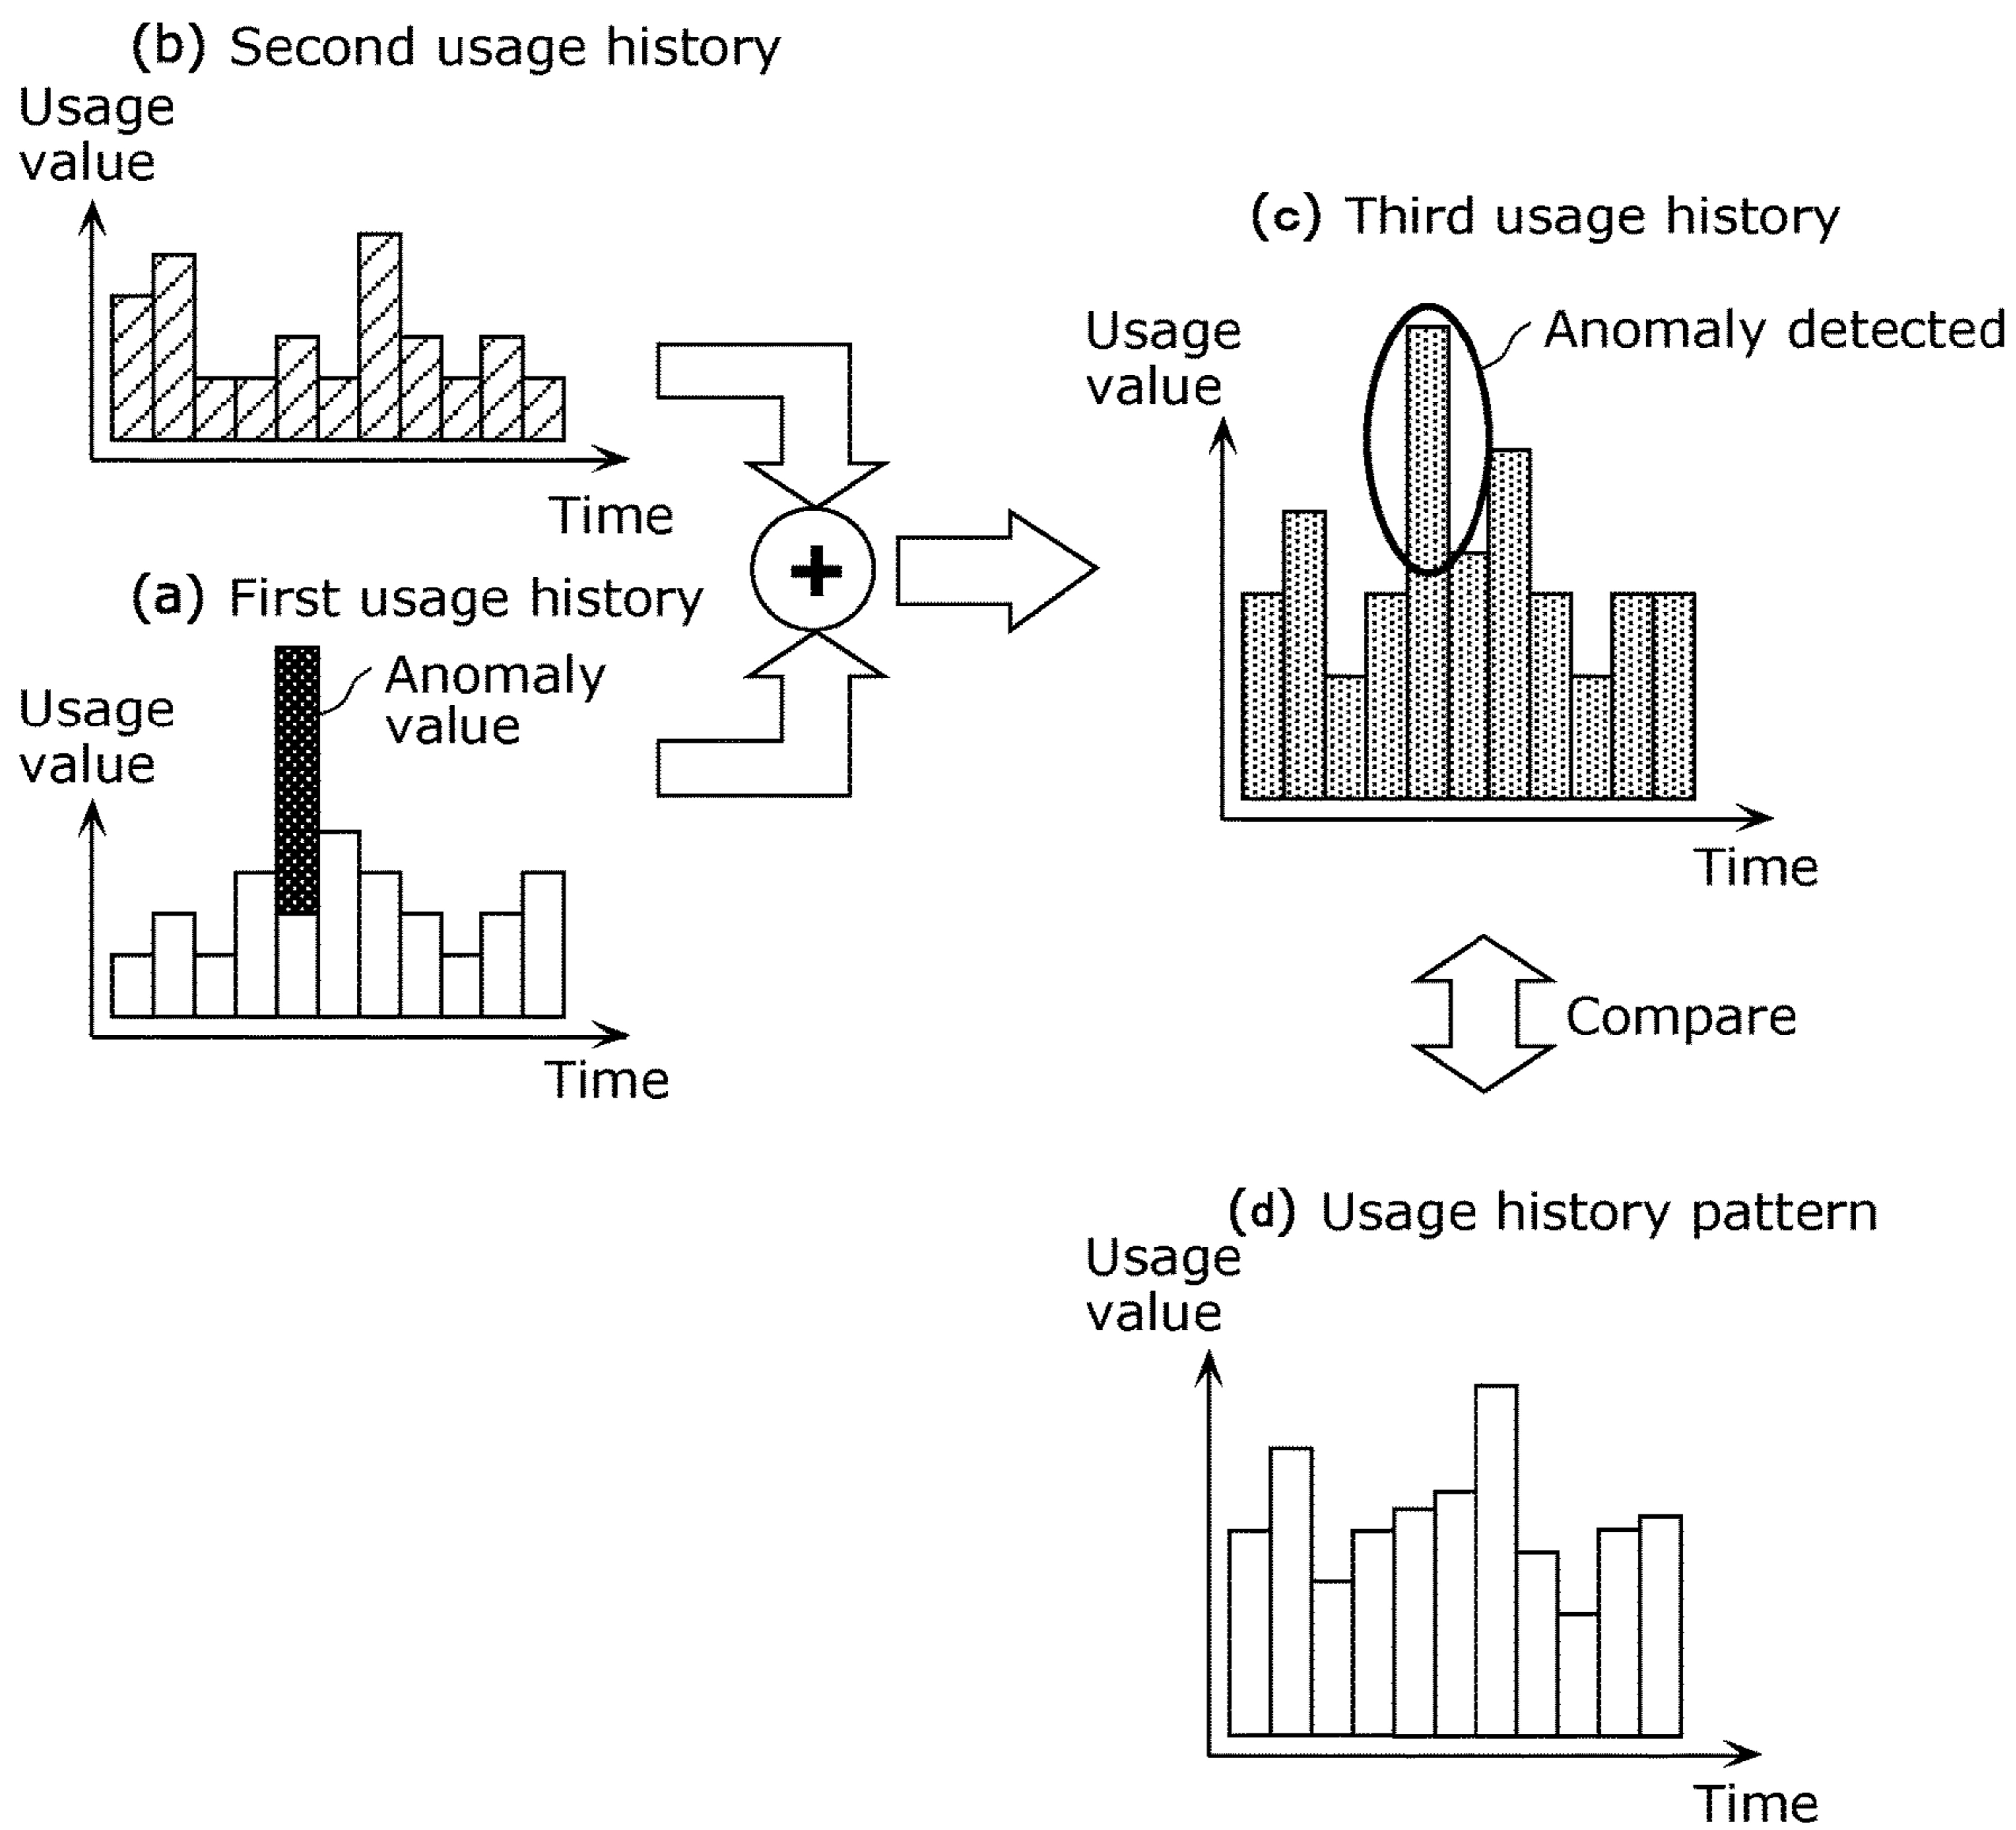 (b) Second usage history
Usage
value
Time
(a) First usage history
Anomaly
value
Usage
value
Time
+
(c) Third usage history
Usage
value
Anomaly detected
Time
Compare
(d) Usage history pattern
Usage
value
Time